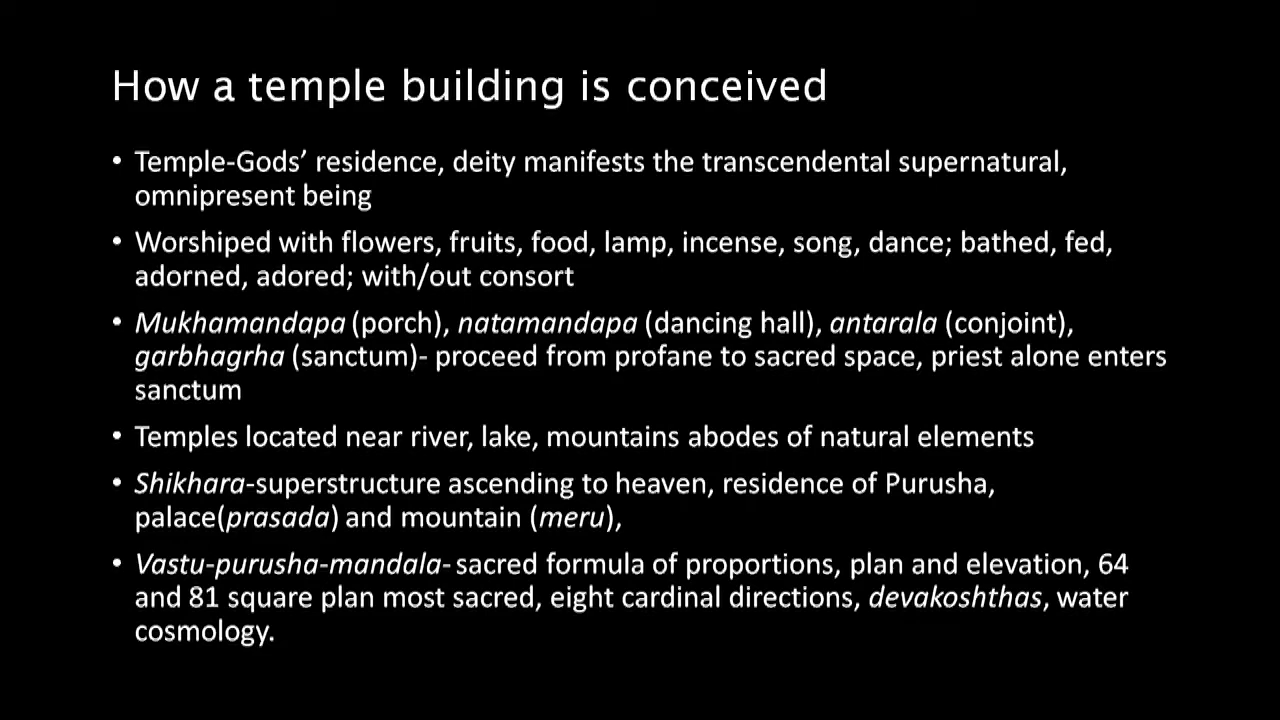 How a temple building is conceived
• Temple-Gods’ residence, deity manifests the transcendental supernatural,
omnipresent being
• Worshiped with flowers, fruits, food, lamp, incense, song, dance; bathed, fed,
adorned, adored; with/out consort
• Mukhamandapa (porch), natamandapa (dancing hall), antarala (conjoint),
garbhagrha (sanctum)- proceed from profane to sacred space, priest alone enters
sanctum
• Temples located near river, lake, mountains abodes of natural elements
• Shikhara-superstructure ascending to heaven, residence of Purusha,
palace(prasada) and mountain (meru),
• Vastu-purusha-mandala- sacred formula of proportions, plan and elevation, 64
and 81 square plan most sacred, eight cardinal directions, devakoshthas, water
cosmology.